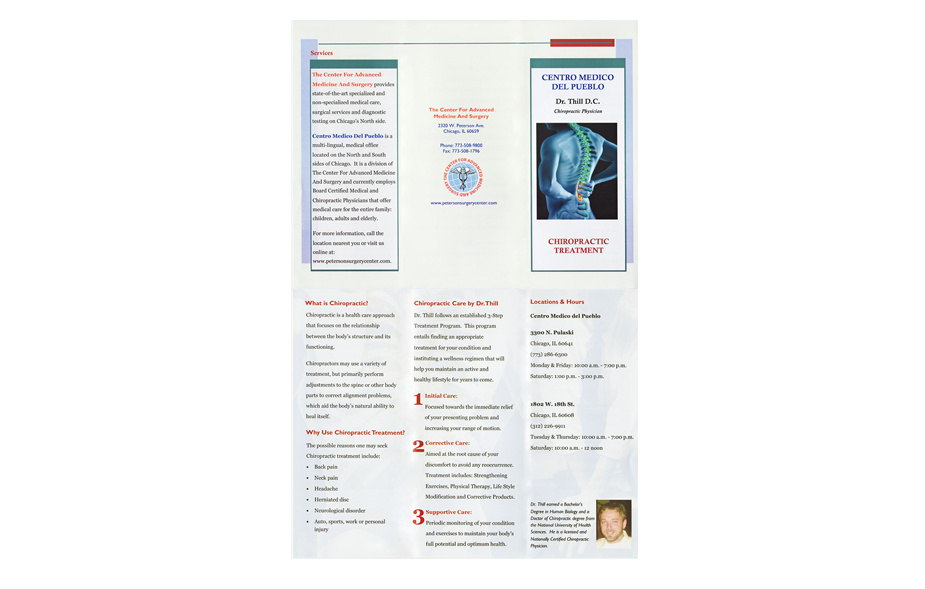 Services
The Center For Advanced
Medicine And Surgery provides
state-of-the-art specialized and
non-specialized medical care,
surgical services and diagnostic
testing on Chicago's North side.
Centro Medico Del Pueblo is a
multi-lingual, medical office
located on the North and South
sides of Chicago. It is a division of
The Center For Advanced Medicine
And Surgery and currently employs
Board Certified Medical and
Chiropractic Physicians that offer
medical care for the entire family:
children, adults and elderly.
For more information, call the
location nearest you or visit us
online at:
www.petersonsurgerycenter.com.
The Center For Advanced
Medicine And Surgery
2320 W. Peterson Ave.
Chicago, IL 60659
Phone: 773-508-9800
Fax: 773-508-1796
THE CENTER FOR ADVANCED MEDICINE AND SURGERY
www.petersonsurgerycenter.com
CENTRO MEDICO
DEL PUEBLO
Dr. Thill D.C.
Chiropractic Physician
CHIROPRACTIC
TREATMENT
What is Chiropractic?
Chiropractic is a health care approach
that focuses on the relationship
between the body's structure and its
functioning.
Chiropractors may use a variety of
treatment, but primarily perform
adjustments to the spine or other body
parts to correct alignment problems,
which aid the body's natural ability to
heal itself.
Why Use Chiropractic Treatment?
The possible reasons one may seek
Chiropractic treatment include:
• Back pain
• Neck pain
• Headache
• Herniated disc
• Neurological disorder
• Auto, sports, work or personal
injury
Chiropractic Care by Dr. Thill
Dr. Thill follows an established 3-Step
Treatment Program. This program
entails finding an appropriate
treatment for your condition and
instituting a wellness regimen that will
help you maintain an active and
healthy lifestyle for years to come.
1 Initial Care:
Focused towards the immediate relief
of your presenting problem and
increasing your range of motion.
2 Corrective Care:
Aimed at the root cause of your
discomfort to avoid any reoccurrence.
Treatment includes: Strengthening
Exercises, Physical Therapy, Life Style
Modification and Corrective Products.
3 Supportive Care:
Periodic monitoring of your condition
and exercises to maintain your body's
full potential and optimum health.
Locations & Hours
Centro Medico del Pueblo
3300 N. Pulaski
Chicago, IL 60641
(773) 286-6500
Monday & Friday: 10:00 a.m. - 7:00 p.m.
Saturday: 1:00 p.m. - 3:00 p.m.
1802 W. 18th St.
Chicago, IL 60608
(312) 226-9911
Tuesday & Thursday: 10:00 a.m. - 7:00 p.m.
Saturday: 10:00 a.m. - 12 noon
Dr. Thill earned a Bachelor's
Degree in Human Biology and a
Doctor of Chiropractic degree from
the National University of Health
Sciences. He is a licensed and
Nationally Certified Chiropractic
Physician.